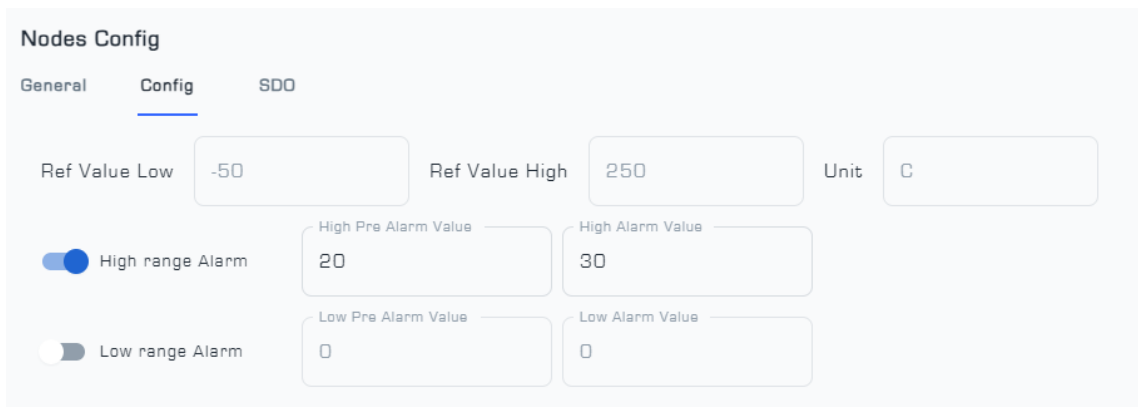 Nodes Config
General Config SDO
Ref Value Low -50 Ref Value High 250 Unit C
High Pre Alarm Value High Alarm Value
High range Alarm 20 30
Low Pre Alarm Value Low Alarm Value
Low range Alarm 0 0